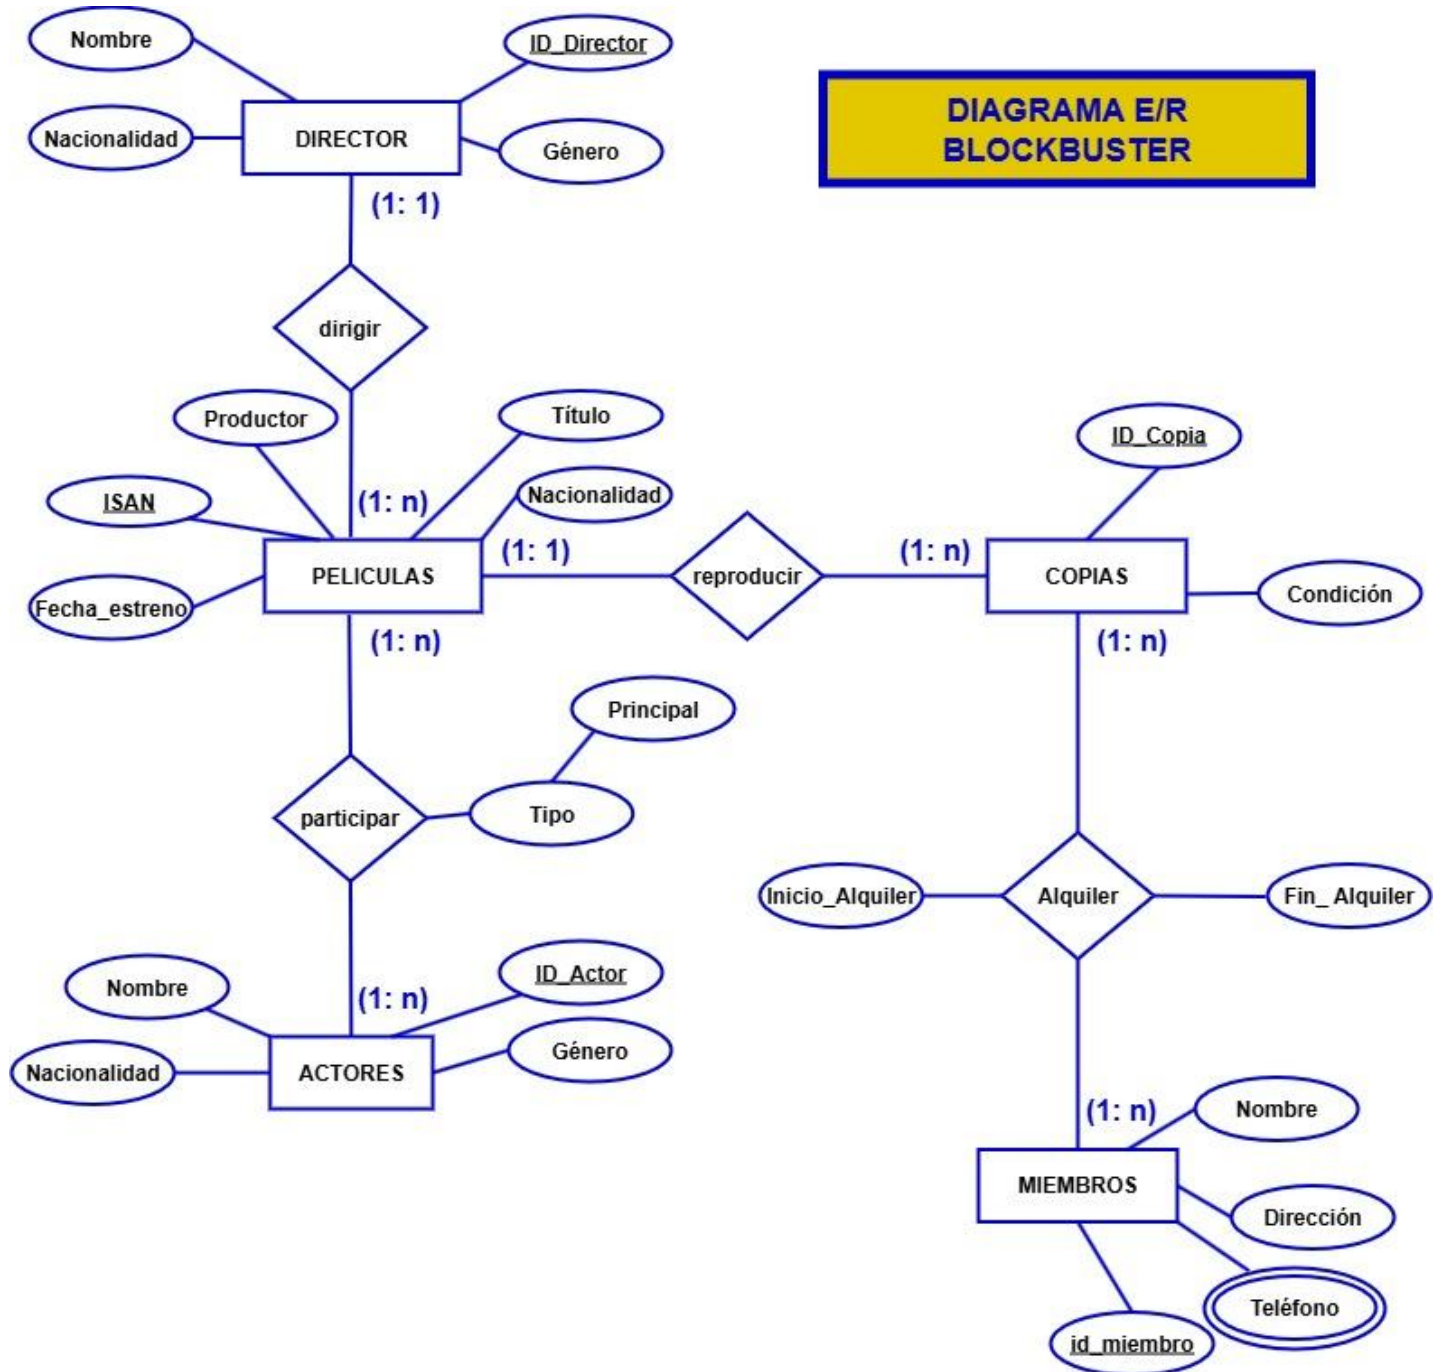 Nombre
ID_Director
DIAGRAMA E/R
BLOCKBUSTER
Nacionalidad
DIRECTOR
Género
(1: 1)
dirigir
Productor
Título
ID_Copia
ISAN
(1: n)
Nacionalidad
(1: 1)
(1: n)
PELICULAS
reproducir
COPIAS
Fecha_estreno
Condición
(1: n)
(1: n)
Principal
participar
Tipo
Inicio_Alquiler
Alquiler
Fin_ Alquiler
Nombre
ID_Actor
(1: n)
Nacionalidad
ACTORES
Género
(1: n)
Nombre
MIEMBROS
Dirección
Teléfono
id_miembro